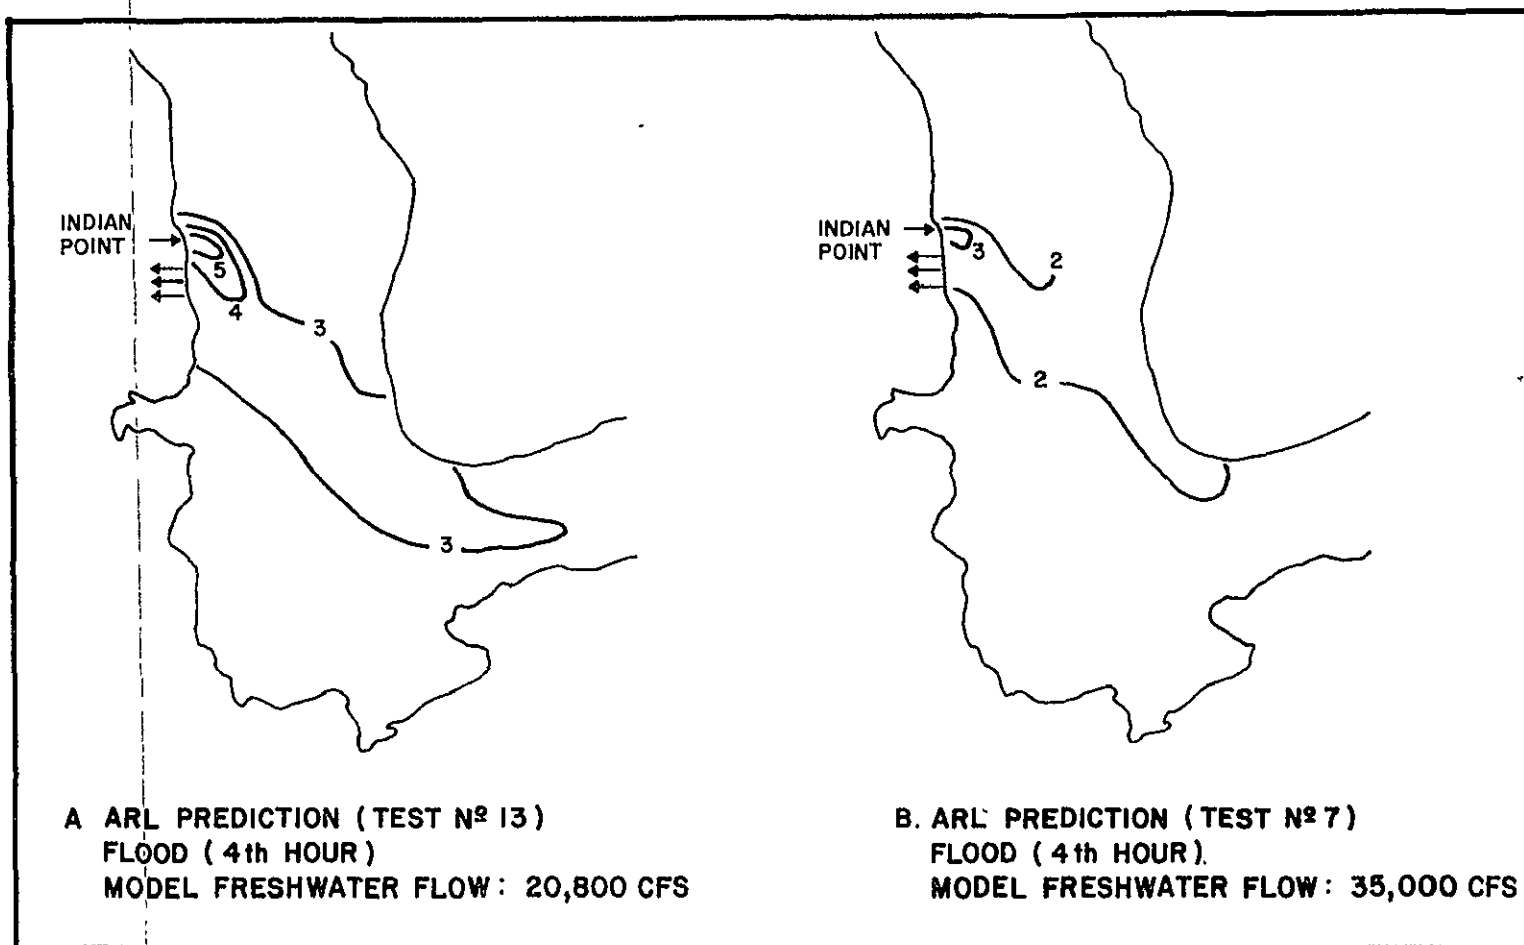 INDIAN
POINT
5
4
3
3
A ARL PREDICTION (TEST Nº 13)
FLOOD (4th HOUR)
MODEL FRESHWATER FLOW: 20,800 CFS
INDIAN
POINT
3
2
2
B. ARL PREDICTION (TEST Nº 7)
FLOOD (4th HOUR).
MODEL FRESHWATER FLOW: 35,000 CFS